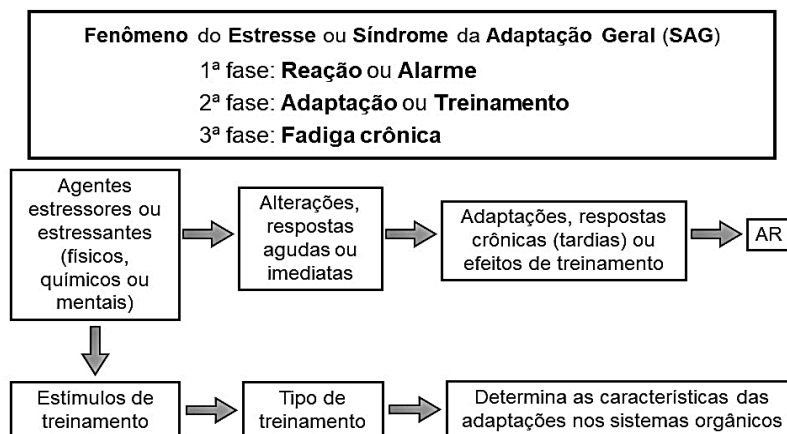 Fenômeno do Estresse ou Síndrome da Adaptação Geral (SAG)
1ª fase: Reação ou Alarme
2ª fase: Adaptação ou Treinamento
3ª fase: Fadiga crônica
Agentes
estressores ou
estressantes
(físicos,
químicos ou
mentais)
Alterações,
respostas
agudas ou
imediatas
Adaptações, respostas
crônicas (tardias) ou
efeitos de treinamento
AR
Estímulos de
treinamento
Tipo de
treinamento
Determina as características das
adaptações nos sistemas orgânicos